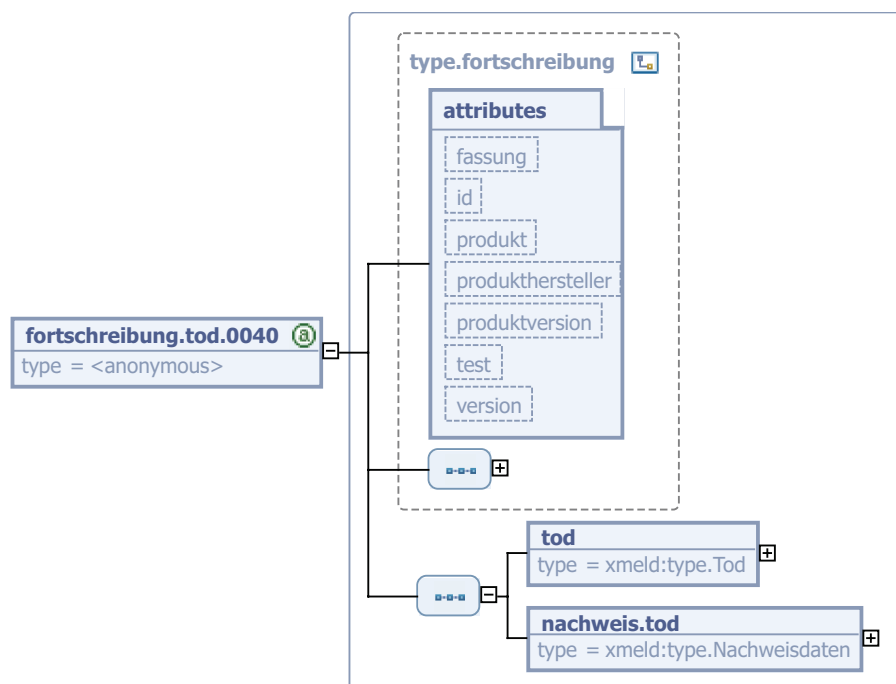 type.fortschreibung
attributes
fassung
id
produkt
produkthersteller
produktversion
test
version
fortschreibung.tod.0040 @
type = <anonymous>
tod
type = xmeld:type.Tod
nachweis.tod
type = xmeld:type.Nachweisdaten